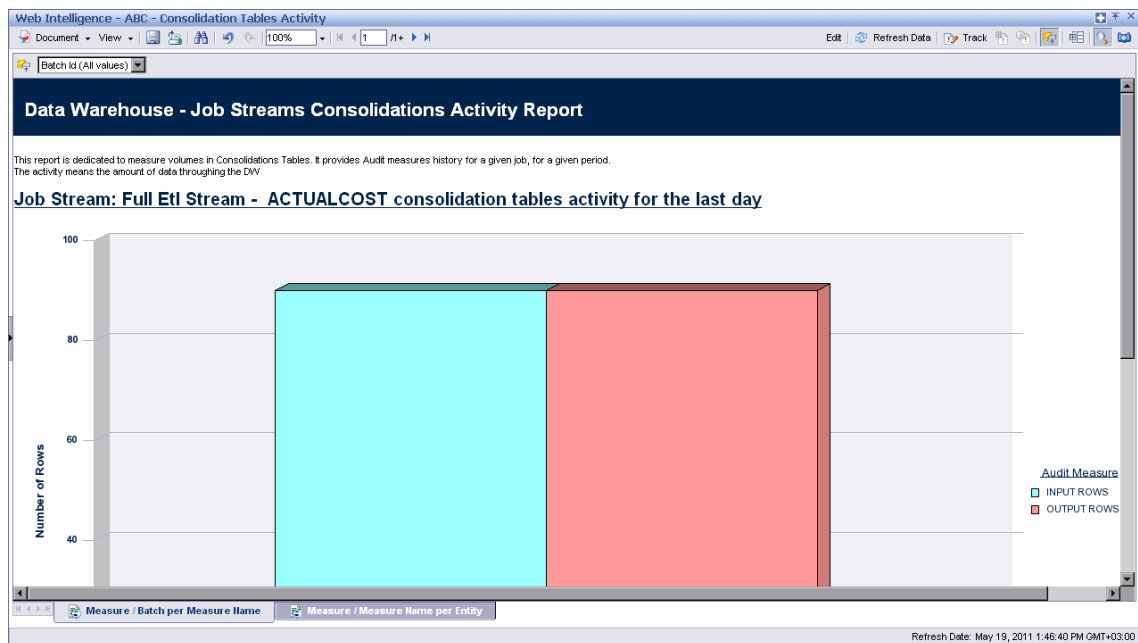 Web Intelligence - ABC - Consolidation Tables Activity
Document View 100% 1 /1+ Edit Refresh Data Track
Batch Id (All values)
Data Warehouse - Job Streams Consolidations Activity Report
This report is dedicated to measure volumes in Consolidations Tables. It provides Audit measures history for a given job, for a given period.
The activity means the amount of data throughing the DW
Job Stream: Full Etl Stream - ACTUALCOST consolidation tables activity for the last day
100
80
60
40
Number of Rows
Audit Measure
INPUT ROWS
OUTPUT ROWS
Measure / Batch per Measure Name
Measure / Measure Name per Entity
Refresh Date: May 19, 2011 1:46:40 PM GMT+03:00